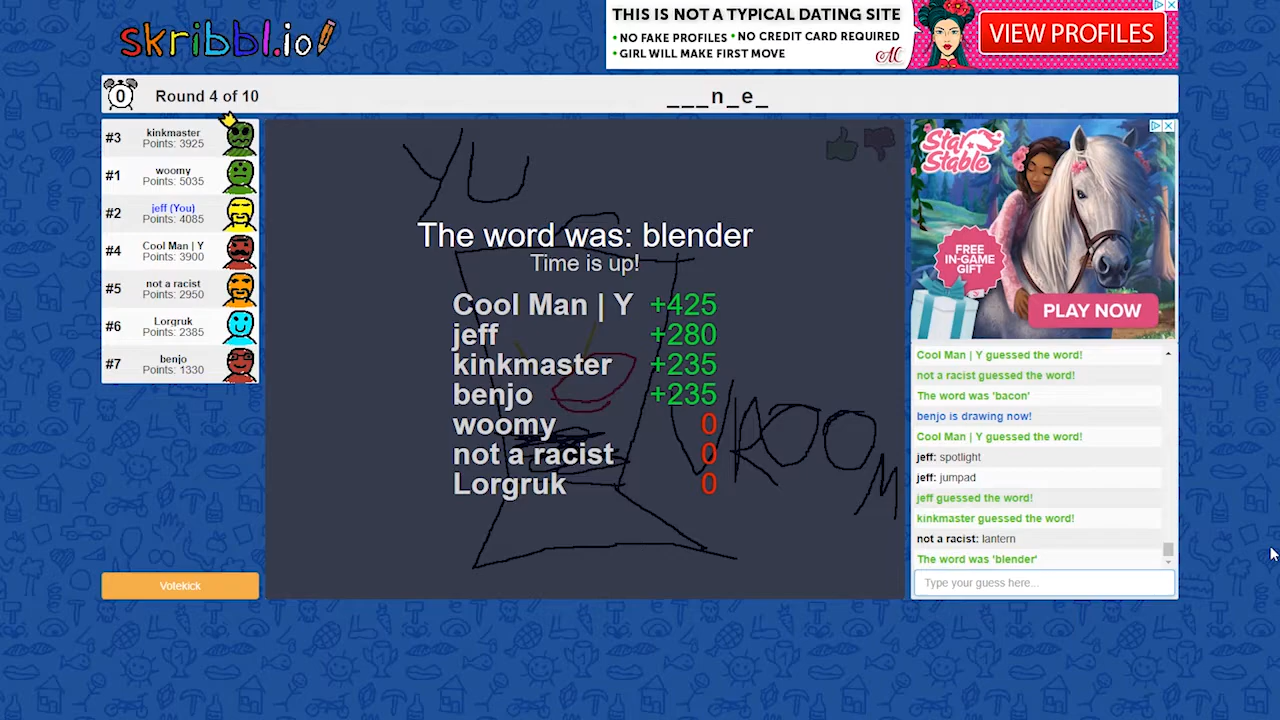 skribbl.io
THIS IS NOT A TYPICAL DATING SITE
• NO FAKE PROFILES • NO CREDIT CARD REQUIRED
• GIRL WILL MAKE FIRST MOVE
AC
VIEW PROFILES
0
Round 4 of 10
_ _ _ n _ e _
#3 kinkmaster
Points: 3925
#1 woomy
Points: 5035
#2 jeff (You)
Points: 4085
#4 Cool Man | Y
Points: 3900
#5 not a racist
Points: 2950
#6 Lorgruk
Points: 2385
#7 benjo
Points: 1330
Votekick
YU
The word was: blender
Time is up!
Cool Man | Y +425
jeff +280
kinkmaster +235
benjo +235
woomy 0
not a racist 0
Lorgruk 0
VROOM
Star Stable
FREE
IN-GAME
GIFT
PLAY NOW
Cool Man | Y guessed the word!
not a racist guessed the word!
The word was 'bacon'
benjo is drawing now!
Cool Man | Y guessed the word!
jeff: spotlight
jeff: jumpad
jeff guessed the word!
kinkmaster guessed the word!
not a racist: lantern
The word was 'blender'
Type your guess here...